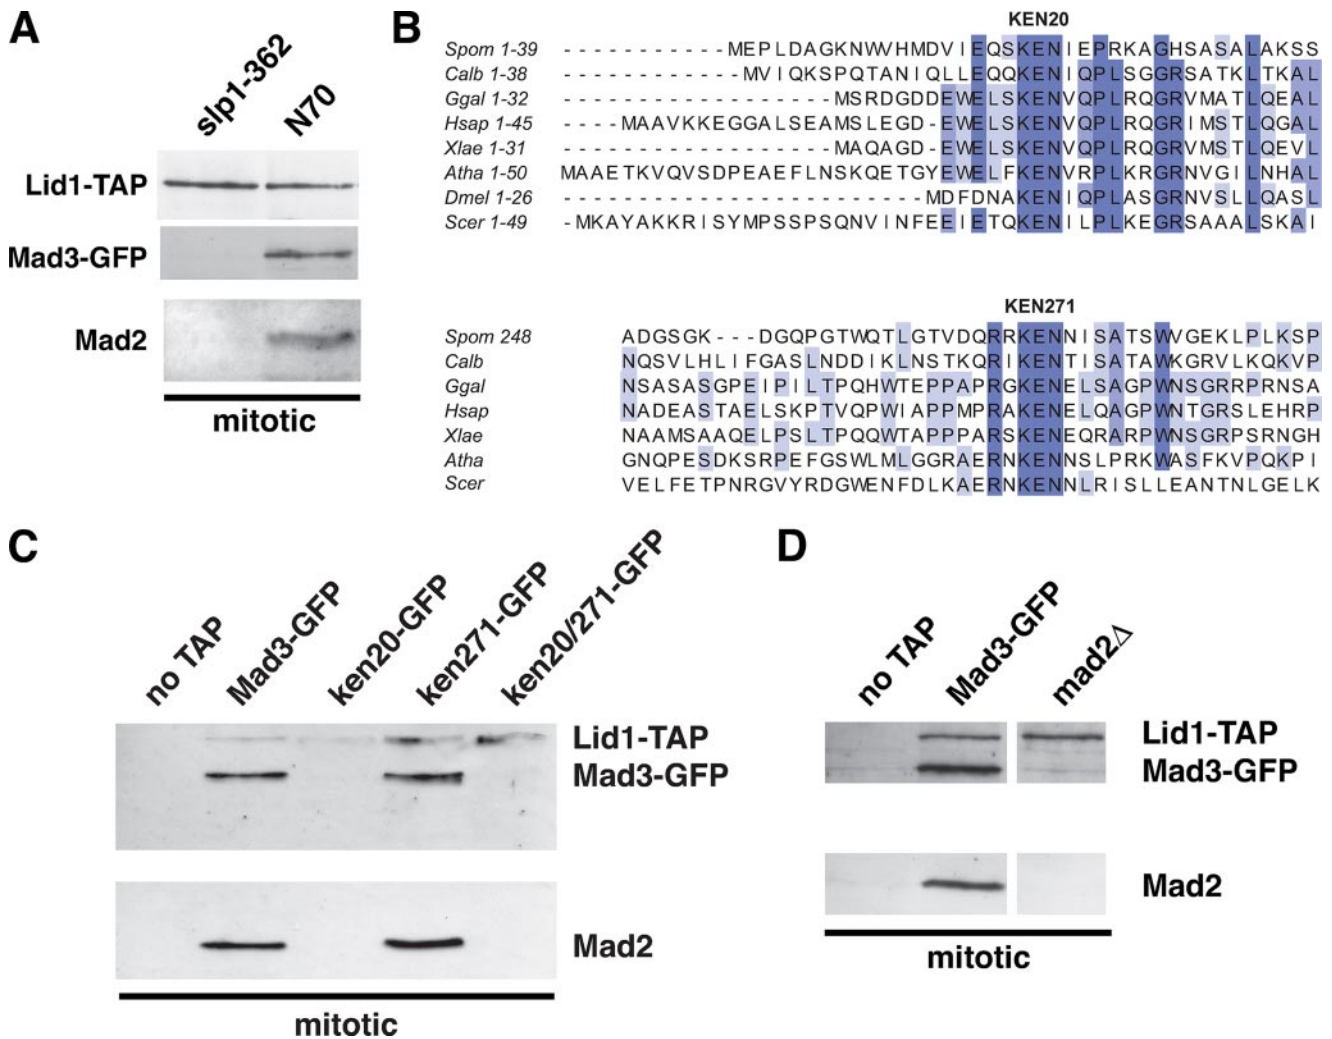 A
slp1-362
N70
Lid1-TAP
Mad3-GFP
Mad2
mitotic
B
KEN20
Spom 1-39 - - - - - - - - - - - MEPLDAGKNWVHMDVIEQSKENIEPRKAGHSASALAKSS
Calb 1-38 - - - - - - - - - - - - MVIQKSPQTANIQLLEQQKENIQPLSGGRSATKLTKAL
Ggal 1-32 - - - - - - - - - - - - - - - - - - MSRDGDDEWELSKENVQPLRQGRVMATLQEAL
Hsap 1-45 - - - - MAAVKKEGGALSEAMSLEGD-EWELSKENVQPLRQGRIMSTLQGAL
Xlae 1-31 - - - - - - - - - - - - - - - - - - MAQAGD-EWELSKENVQPLRQGRVMSTLQEVL
Atha 1-50 MAAETKVQVSDPEAEFLNSKQETGYEWELFKENVRPLKRGRNVGILNHAL
Dmel 1-26 - - - - - - - - - - - - - - - - - - - - - - - - MDFDNAKENIQPLASGRNVSLLQASL
Scer 1-49 -MKAYAKKRISYMPSSPSQNVINFEEIETQKENILPLKEGRSAAALSKAI
KEN271
Spom 248 ADGSGK---DGQPGTWQTLGTVDQRRKENNISATSWVGEKLPLKSP
Calb NQSVLHLIFGASLNDDIKLNSTKQRIKENTISATAWKGRVLKQKVP
Ggal NSASASGPEIPILTPQHWTEPPAPRGKENELSAGPWNSGRRPRNSA
Hsap NADEASTAELSKPTVQPWIAPPMPRAKENELQAGPWNTGRSLEHRP
Xlae NAAMSAAQELPSLTPQQWTAPPPARSKENEQRARPWNSGRPSRNGH
Atha GNQPESDKSRPEFGSWLMLGGRAERNKENNSLPRKWASFKVPQKPI
Scer VELFETPNRGVYRDGWENFDLKAERNKENNLRISLLEANTNLGELK
C
no TAP
Mad3-GFP
ken20-GFP
ken271-GFP
ken20/271-GFP
Lid1-TAP
Mad3-GFP
Mad2
mitotic
D
no TAP
Mad3-GFP
mad2Δ
Lid1-TAP
Mad3-GFP
Mad2
mitotic